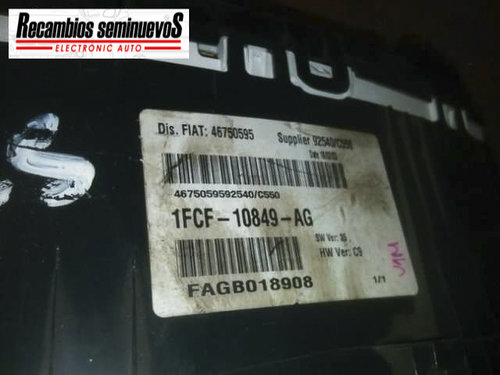 Recambios seminuevoS
ELECTRONIC AUTO
Dis. FIAT: 46750595 Supplier 92540/C550
Date
4675059592540/C550
1FCF-10849-AG
SW Ver:
HW Ver: C9
FAGB018908
1/1